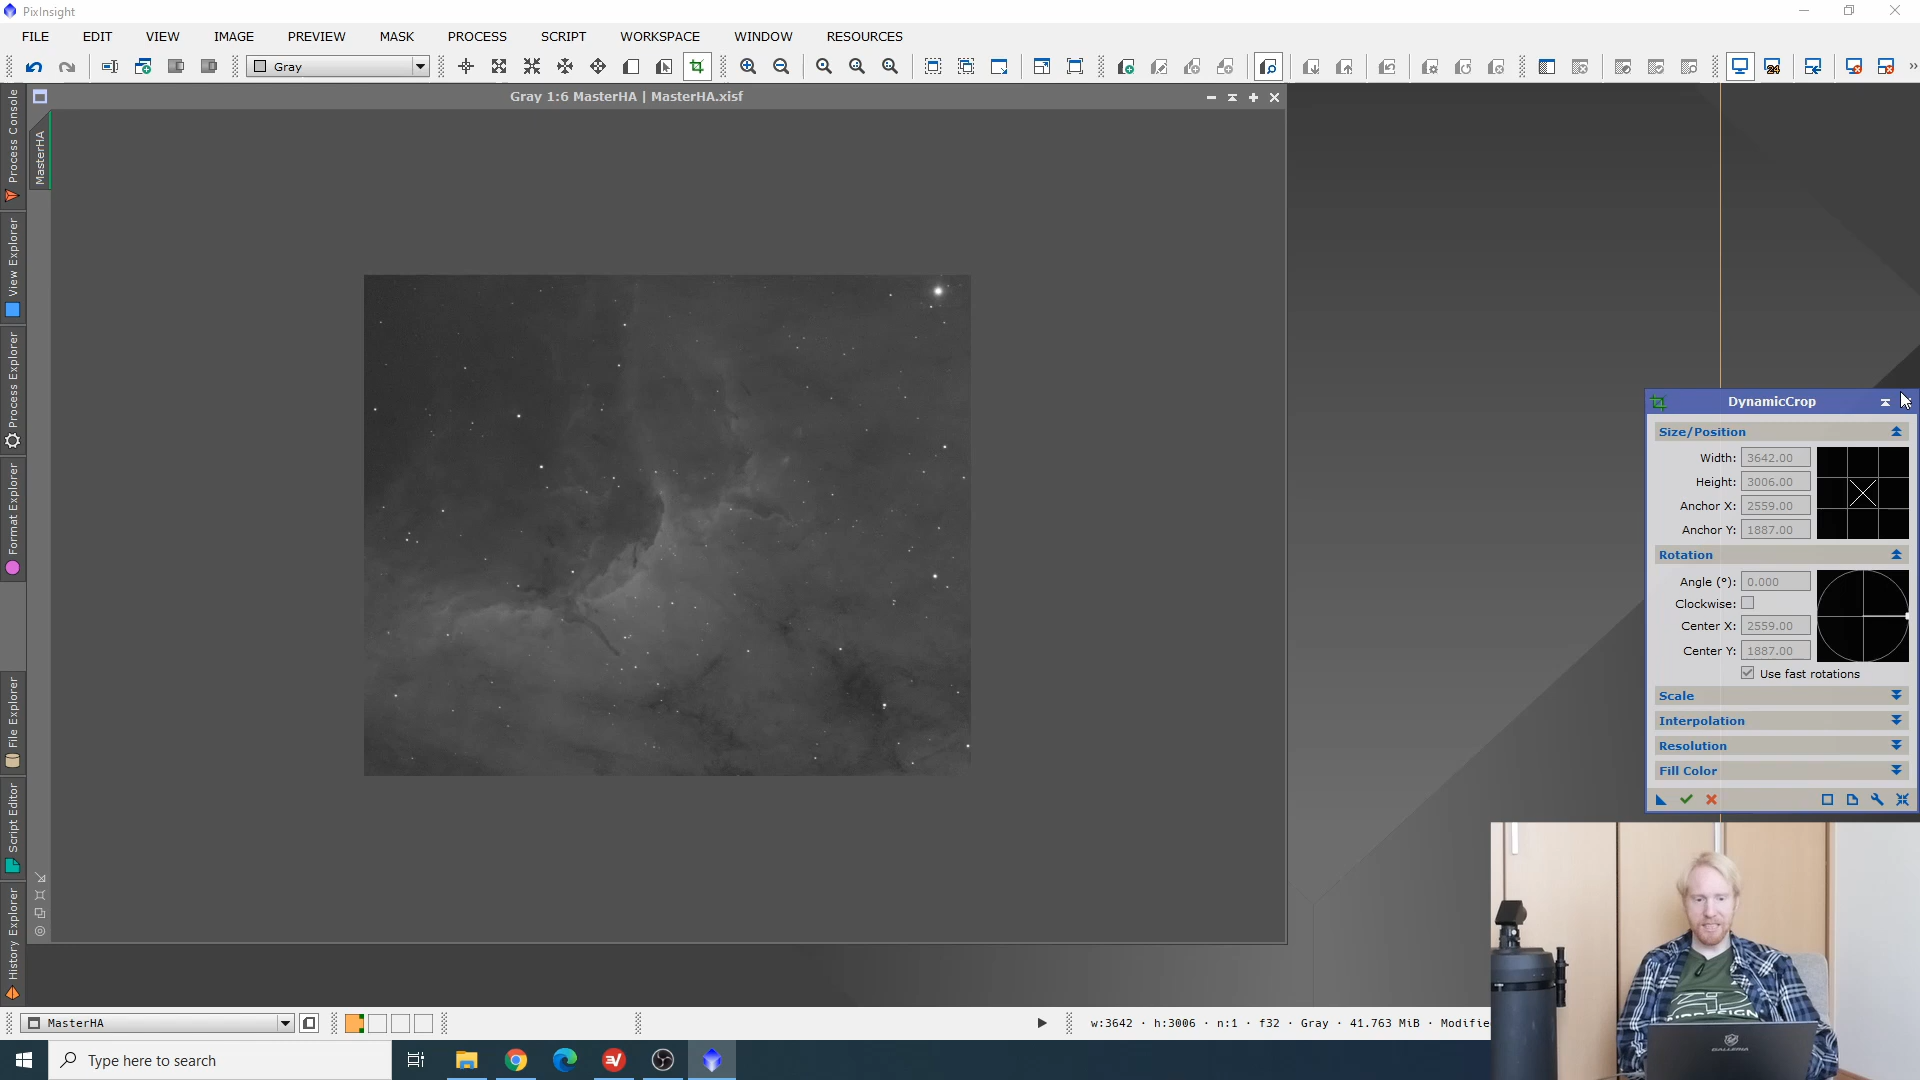 PixInsight
FILE EDIT VIEW IMAGE PREVIEW MASK PROCESS SCRIPT WORKSPACE WINDOW RESOURCES
Gray
24
Gray 1:6 MasterHA | MasterHA.xisf
MasterHA
Process Console
View Explorer
Process Explorer
Format Explorer
File Explorer
Script Editor
History Explorer
DynamicCrop
Size/Position
Width: 3642.00
Height: 3006.00
Anchor X: 2559.00
Anchor Y: 1887.00
Rotation
Angle (°): 0.000
Clockwise:
Center X: 2559.00
Center Y: 1887.00
Use fast rotations
Scale
Interpolation
Resolution
Fill Color
MasterHA
w:3642 · h:3006 · n:1 · f32 · Gray · 41.763 MiB · Modifie
Type here to search
GALLERIA